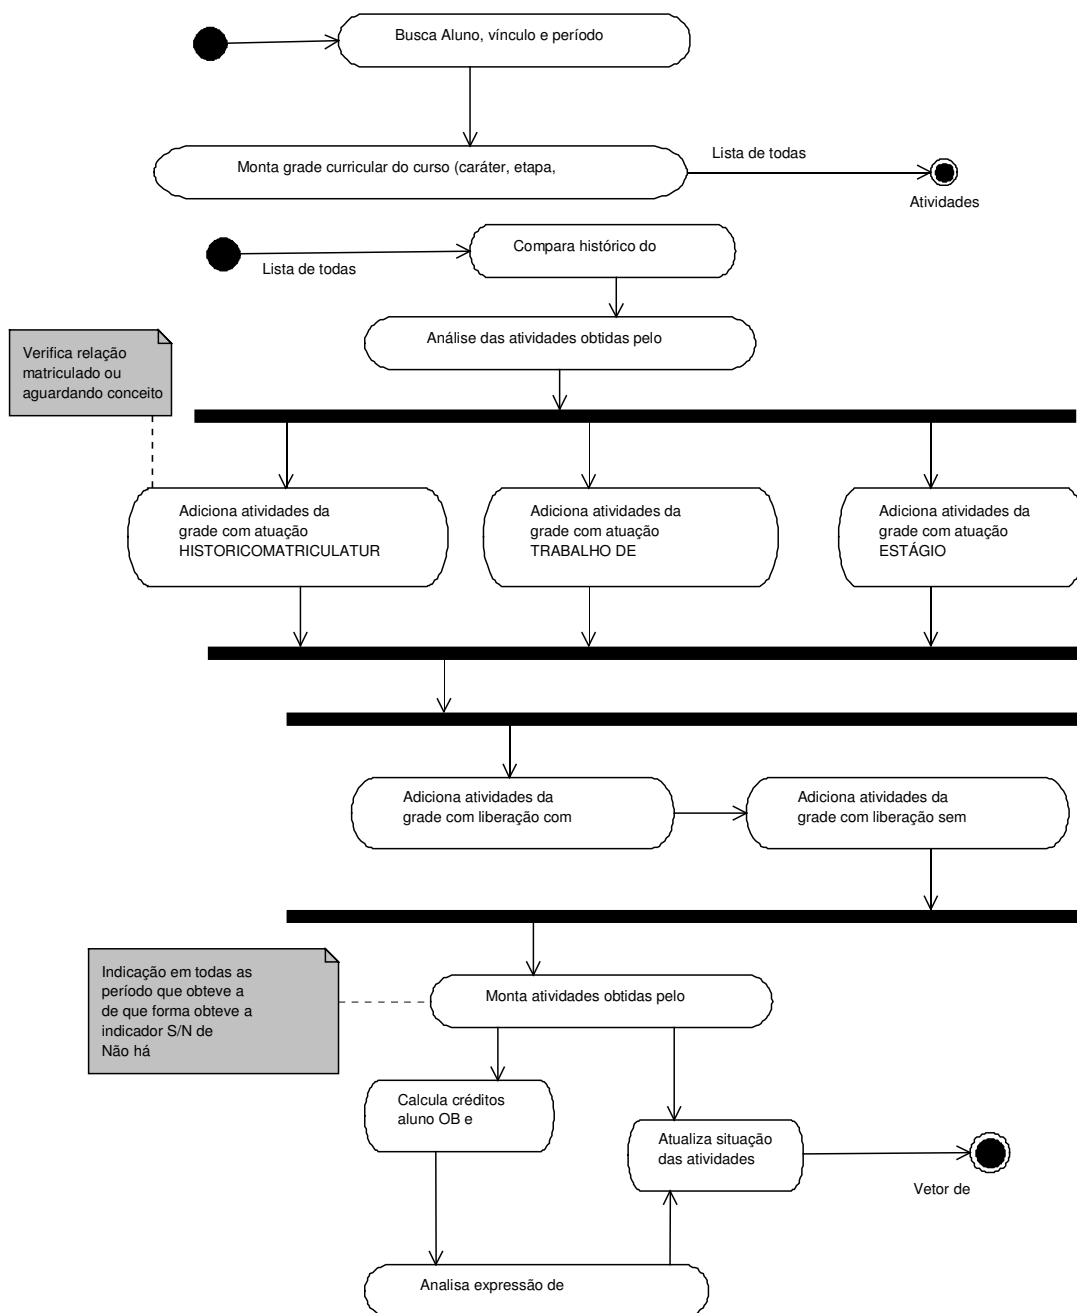 Busca Aluno, vínculo e período
Monta grade curricular do curso (caráter, etapa,
Lista de todas
Atividades
Compara histórico do
Lista de todas
Análise das atividades obtidas pelo
Verifica relação
matriculado ou
aguardando conceito
Adiciona atividades da
grade com atuação
HISTORICOMATRICULATUR
Adiciona atividades da
grade com atuação
TRABALHO DE
Adiciona atividades da
grade com atuação
ESTÁGIO
Adiciona atividades da
grade com liberação com
Adiciona atividades da
grade com liberação sem
Indicação em todas as
período que obteve a
de que forma obteve a
indicador S/N de
Não há
Monta atividades obtidas pelo
Calcula créditos
aluno OB e
Atualiza situação
das atividades
Vetor de
Analisa expressão de